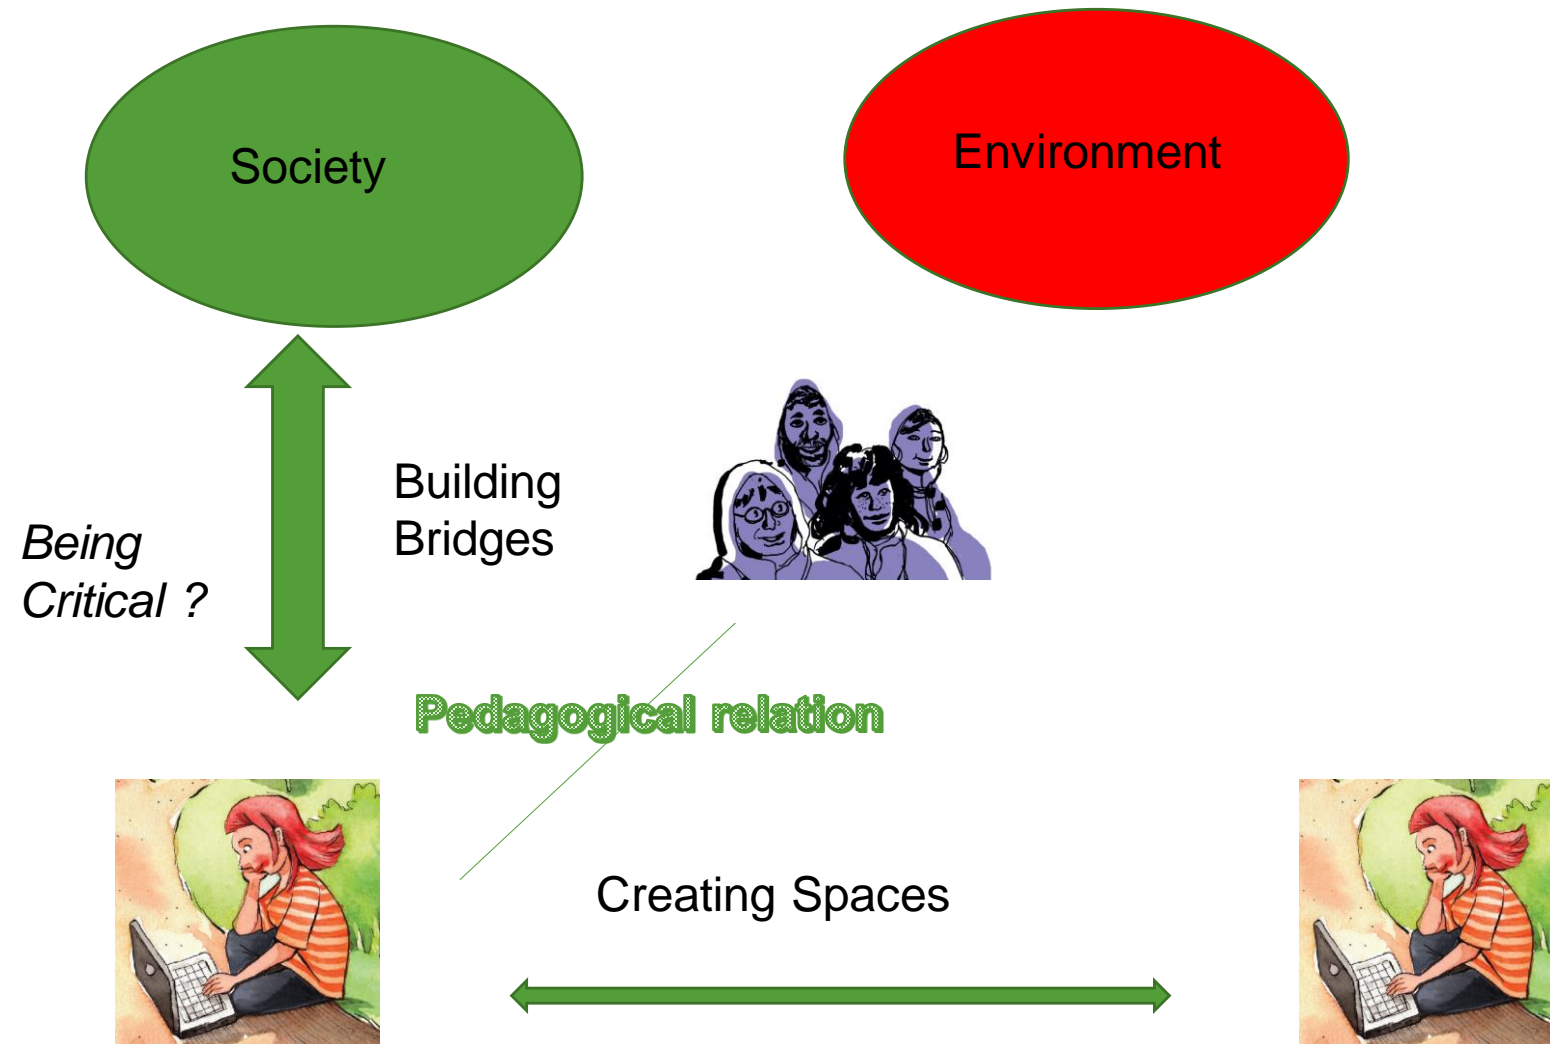 Society
Environment
Building
Bridges
Being
Critical ?
Pedagogical relation
Creating Spaces